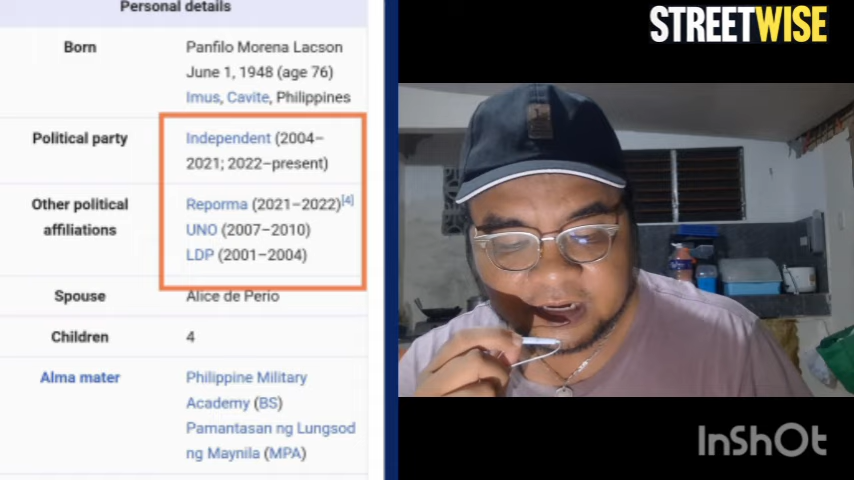 Personal details
Born
Panfilo Morena Lacson
June 1, 1948 (age 76)
Imus, Cavite, Philippines
Political party
Independent (2004–
2021; 2022–present)
Other political
affiliations
Reporma (2021–2022)[4]
UNO (2007–2010)
LDP (2001–2004)
Spouse
Alice de Perio
Children
4
Alma mater
Philippine Military
Academy (BS)
Pamantasan ng Lungsod
ng Maynila (MPA)
STREETWISE
InShOt